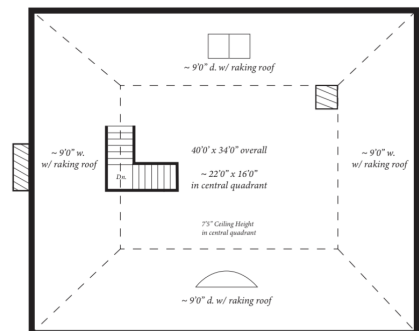 ~ 9'0" d. w/ raking roof
~ 9'0" w.
w/ raking roof
Dn.
40'0' x 34'0" overall
~ 22'0" x 16'0"
in central quadrant
~ 9'0" w.
w/ raking roof
7'5" Ceiling Height
in central quadrant
~ 9'0" d. w/ raking roof